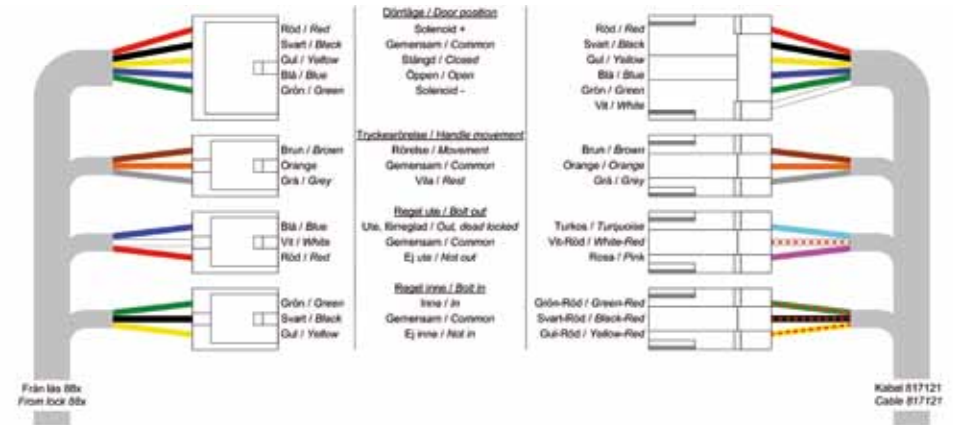 Dörrläge / Door position
Röd / Red Solenoid + Röd / Red
Svart / Black Gemensam / Common Svart / Black
Gul / Yellow Stängd / Closed Gul / Yellow
Blå / Blue Öppen / Open Blå / Blue
Grön / Green Solenoid - Grön / Green
Vit / White
Tryckesrörelse / Handle movement
Brun / Brown Rörelse / Movement Brun / Brown
Orange Gemensam / Common Orange / Orange
Grå / Grey Vila / Rest Grå / Grey
Regel ute / Bolt out
Blå / Blue Ute, förreglad / Out, dead locked Turkos / Turquoise
Vit / White Gemensam / Common Vit-Röd / White-Red
Röd / Red Ej ute / Not out Rosa / Pink
Regel inne / Bolt in
Grön / Green Inne / In Grön-Röd / Green-Red
Svart / Black Gemensam / Common Svart-Röd / Black-Red
Gul / Yellow Ej inne / Not in Gul-Röd / Yellow-Red
Från lås 88x Kabel 817121
From lock 88x Cable 817121